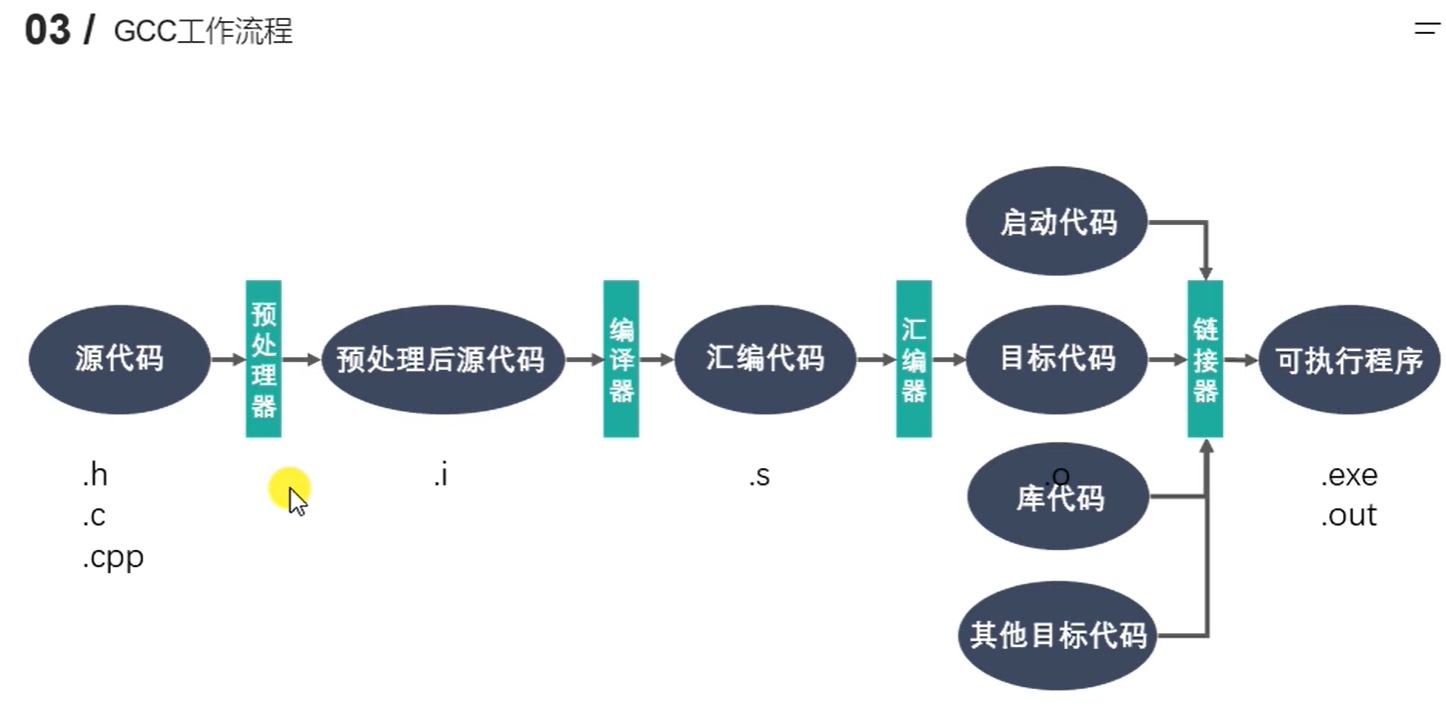 03 / GCC工作流程
启动代码
源代码
预处理器
预处理后源代码
编译器
汇编代码
汇编器
目标代码
链接器
可执行程序
.h
.c
.cpp
.i
.s
.o
库代码
.exe
.out
其他目标代码